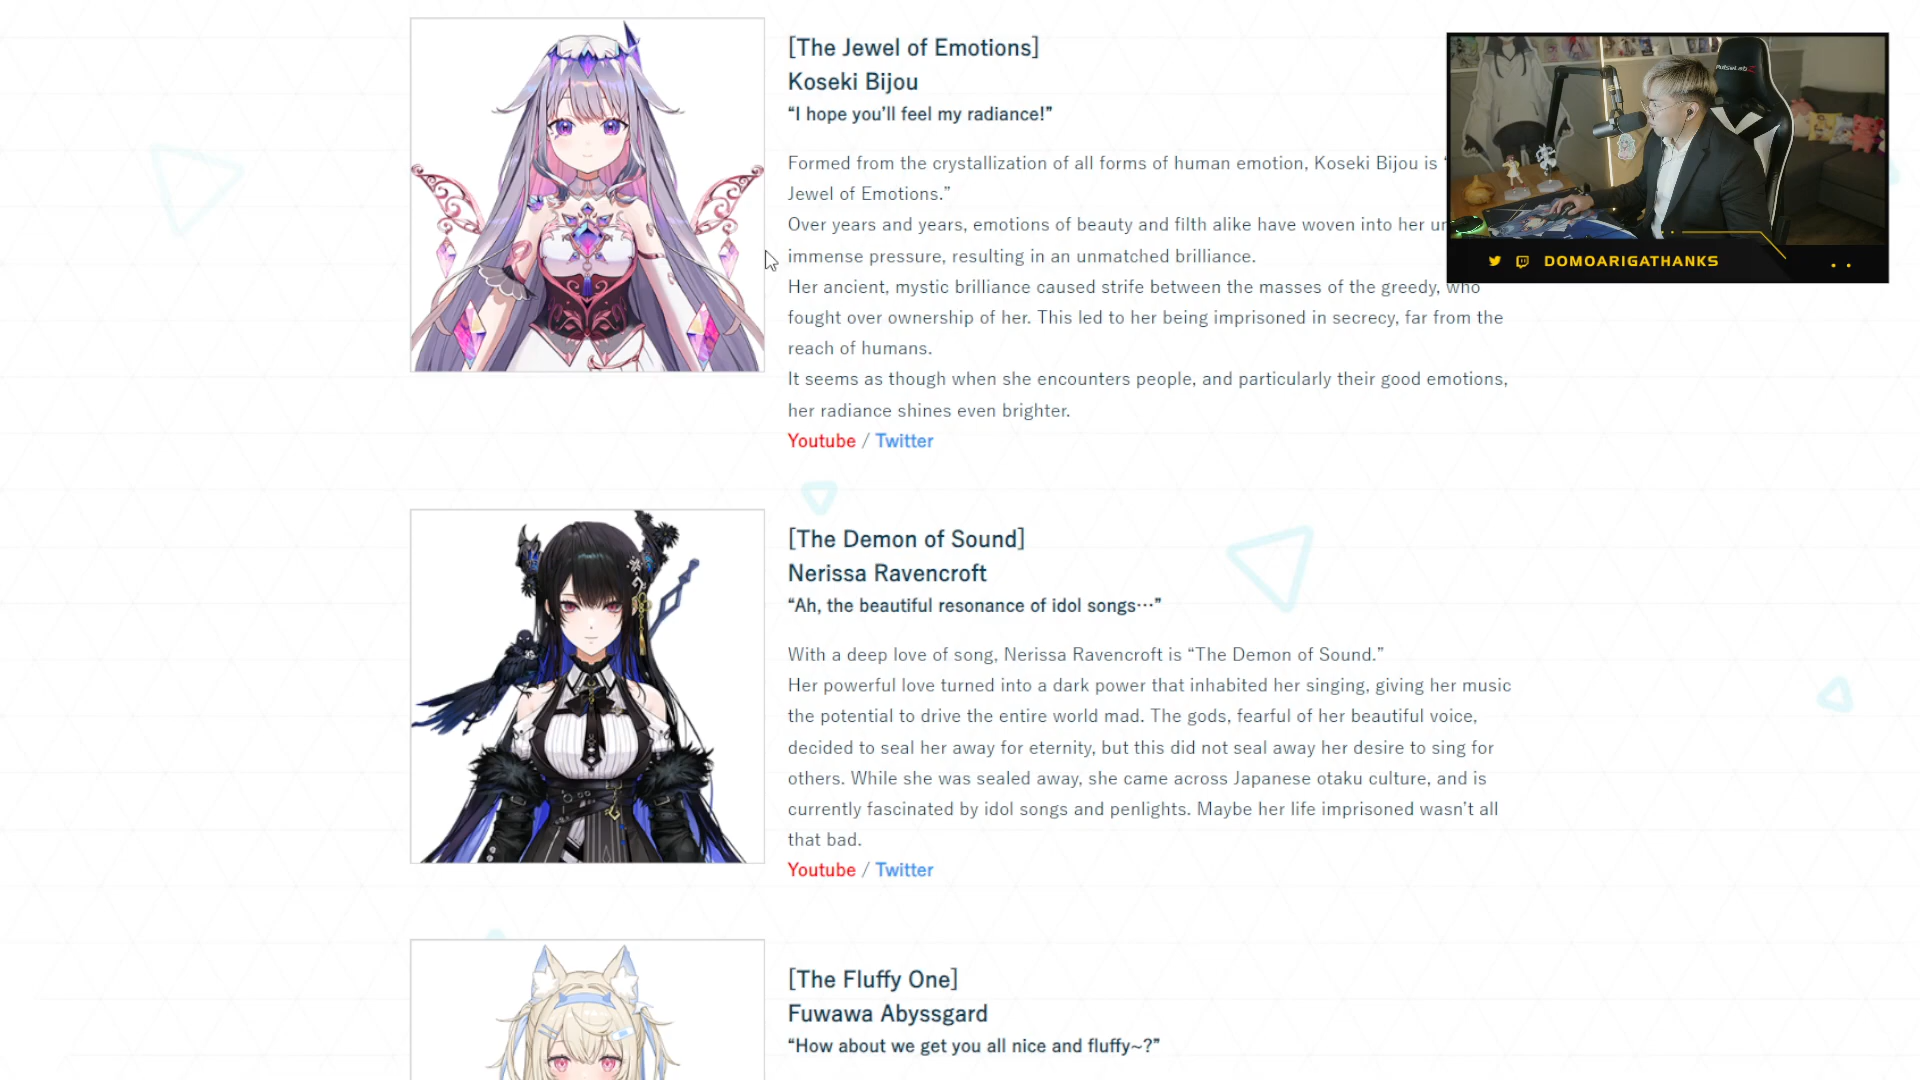 [The Jewel of Emotions]
Koseki Bijou
“I hope you’ll feel my radiance!”
Formed from the crystallization of all forms of human emotion, Koseki Bijou is “
Jewel of Emotions.”
Over years and years, emotions of beauty and filth alike have woven into her
immense pressure, resulting in an unmatched brilliance.
Her ancient, mystic brilliance caused strife between the masses of the greedy, who
fought over ownership of her. This led to her being imprisoned in secrecy, far from the
reach of humans.
It seems as though when she encounters people, and particularly their good emotions,
her radiance shines even brighter.
Youtube / Twitter
DOMOARIGATHANKS
[The Demon of Sound]
Nerissa Ravencroft
“Ah, the beautiful resonance of idol songs…”
With a deep love of song, Nerissa Ravencroft is “The Demon of Sound.”
Her powerful love turned into a dark power that inhabited her singing, giving her music
the potential to drive the entire world mad. The gods, fearful of her beautiful voice,
decided to seal her away for eternity, but this did not seal away her desire to sing for
others. While she was sealed away, she came across Japanese otaku culture, and is
currently fascinated by idol songs and penlights. Maybe her life imprisoned wasn’t all
that bad.
Youtube / Twitter
[The Fluffy One]
Fuwawa Abyssgard
“How about we get you all nice and fluffy~?”